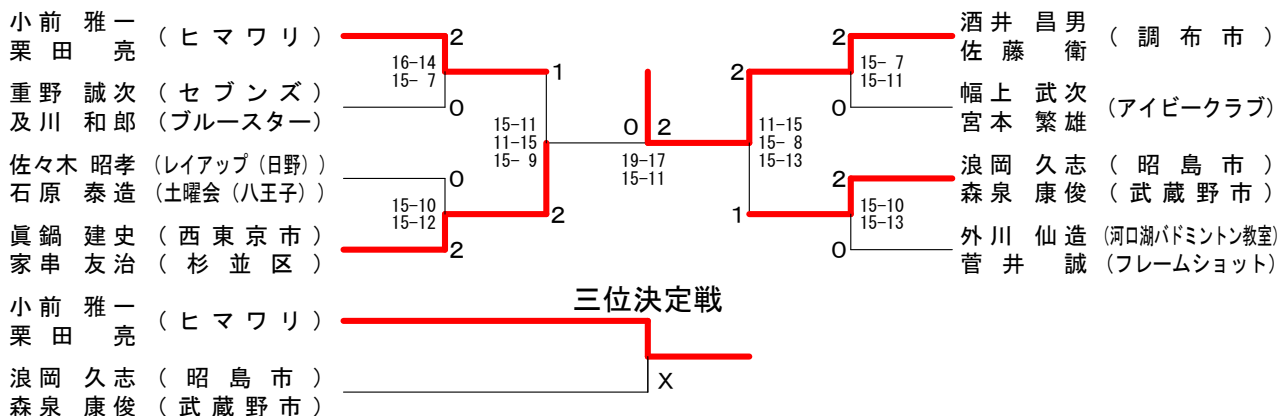 小前 雅一
栗田 亮
(ヒマワリ)
2
16-14
15- 7
1
重野 誠次 (セブンズ)
及川 和郎 (ブルースター)
0
15-11
11-15
15- 9
佐々木 昭孝 (レイアップ(日野))
石原 泰造 (土曜会(八王子))
0
15-10
15-12
2
眞鍋 建史 (西東京市)
家串 友治 (杉並区)
2
0 2
19-17
15-11
酒井 昌男
佐藤 衛
(調布市)
2
15- 7
15-11
2
幅上 武次
宮本 繁雄
(アイビークラブ)
0
11-15
15- 8
15-13
浪岡 久志 (昭島市)
森泉 康俊 (武蔵野市)
2
15-10
15-13
1
外川 仙造 (河口湖バドミントン教室)
菅井 誠 (フレームショット)
0
三位決定戦
小前 雅一
栗田 亮
(ヒマワリ)
浪岡 久志 (昭島市)
森泉 康俊 (武蔵野市)
X